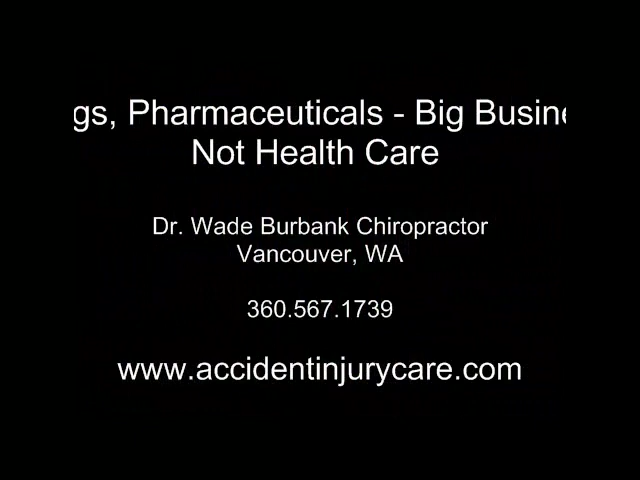 gs, Pharmaceuticals - Big Busine
Not Health Care
Dr. Wade Burbank Chiropractor
Vancouver, WA
360.567.1739
www.accidentinjurycare.com